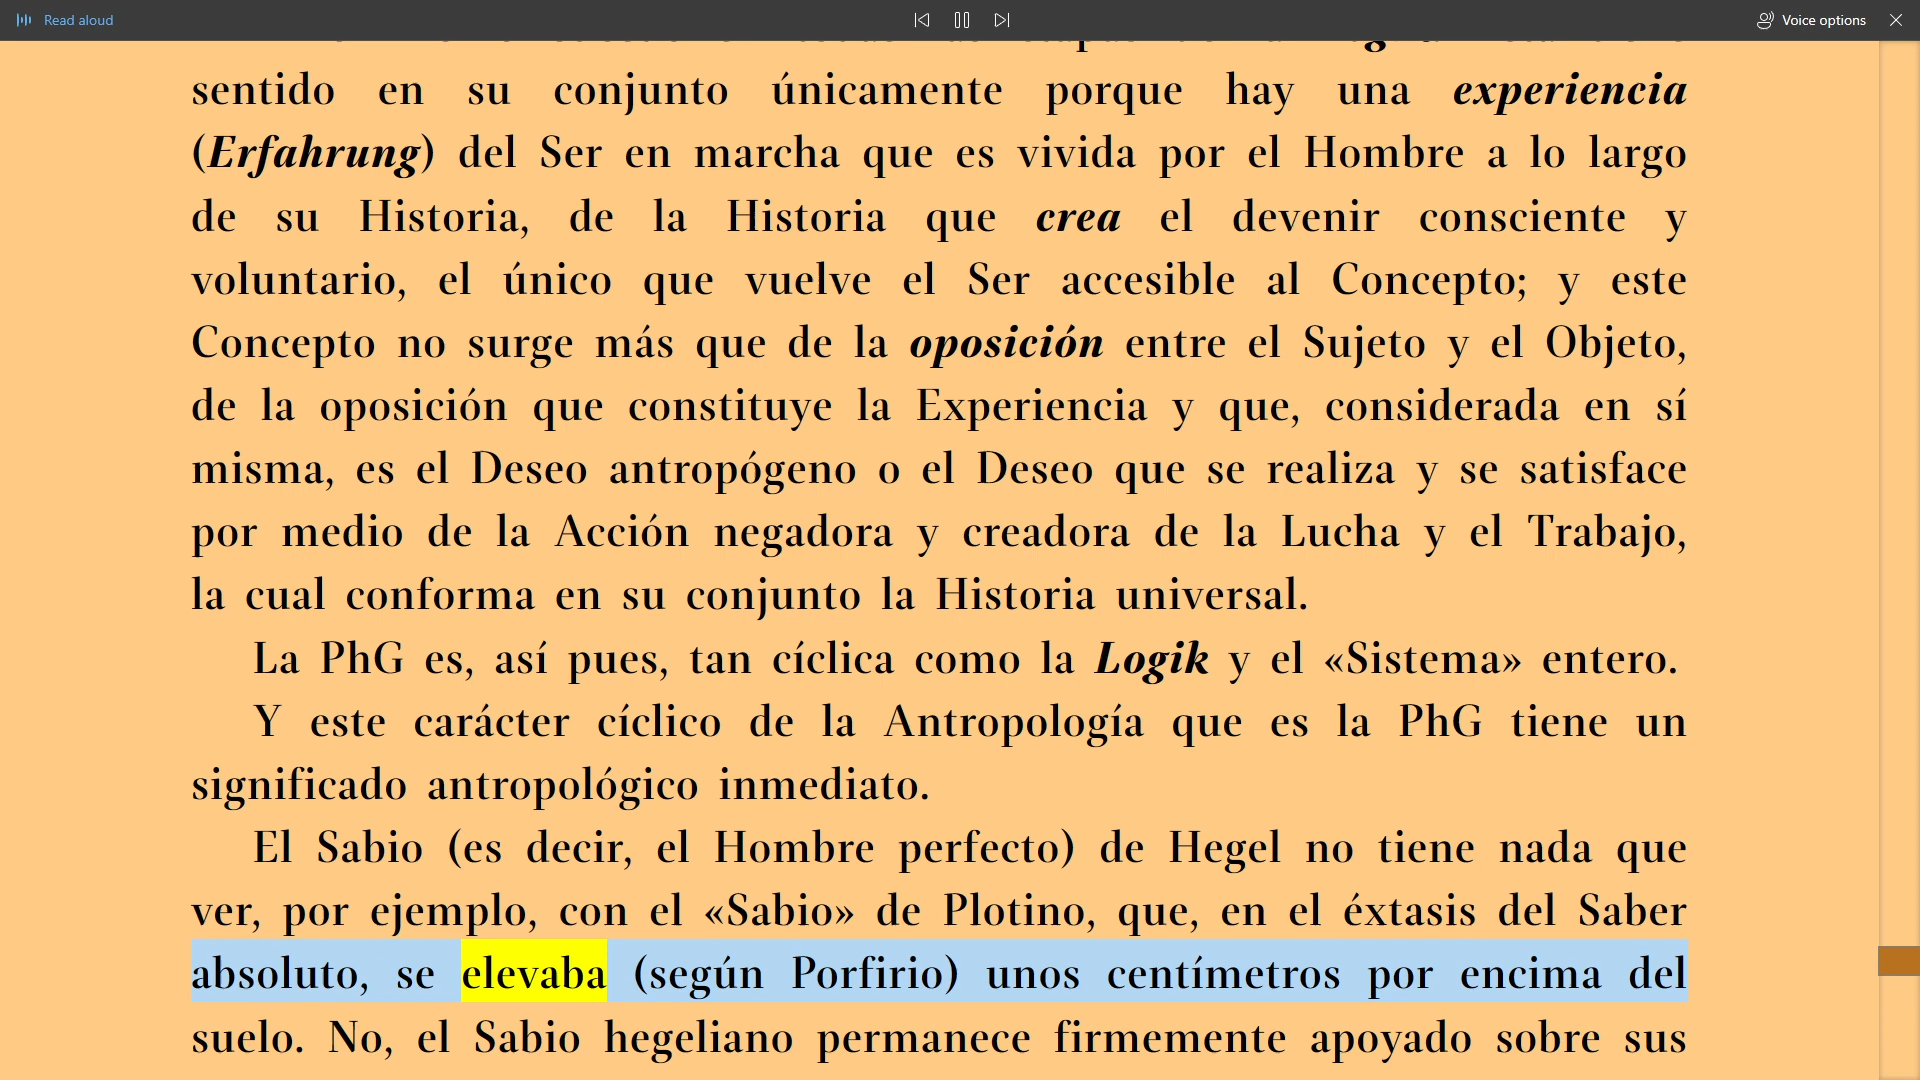 Read aloud
Voice options
sentido en su conjunto únicamente porque hay una experiencia
(Erfahrung) del Ser en marcha que es vivida por el Hombre a lo largo
de su Historia, de la Historia que crea el devenir consciente y
voluntario, el único que vuelve el Ser accesible al Concepto; y este
Concepto no surge más que de la oposición entre el Sujeto y el Objeto,
de la oposición que constituye la Experiencia y que, considerada en sí
misma, es el Deseo antropógeno o el Deseo que se realiza y se satisface
por medio de la Acción negadora y creadora de la Lucha y el Trabajo,
la cual conforma en su conjunto la Historia universal.
La PhG es, así pues, tan cíclica como la Logik y el «Sistema» entero.
Y este carácter cíclico de la Antropología que es la PhG tiene un
significado antropológico inmediato.
El Sabio (es decir, el Hombre perfecto) de Hegel no tiene nada que
ver, por ejemplo, con el «Sabio» de Plotino, que, en el éxtasis del Saber
absoluto, se elevaba (según Porfirio) unos centímetros por encima del
suelo. No, el Sabio hegeliano permanece firmemente apoyado sobre sus